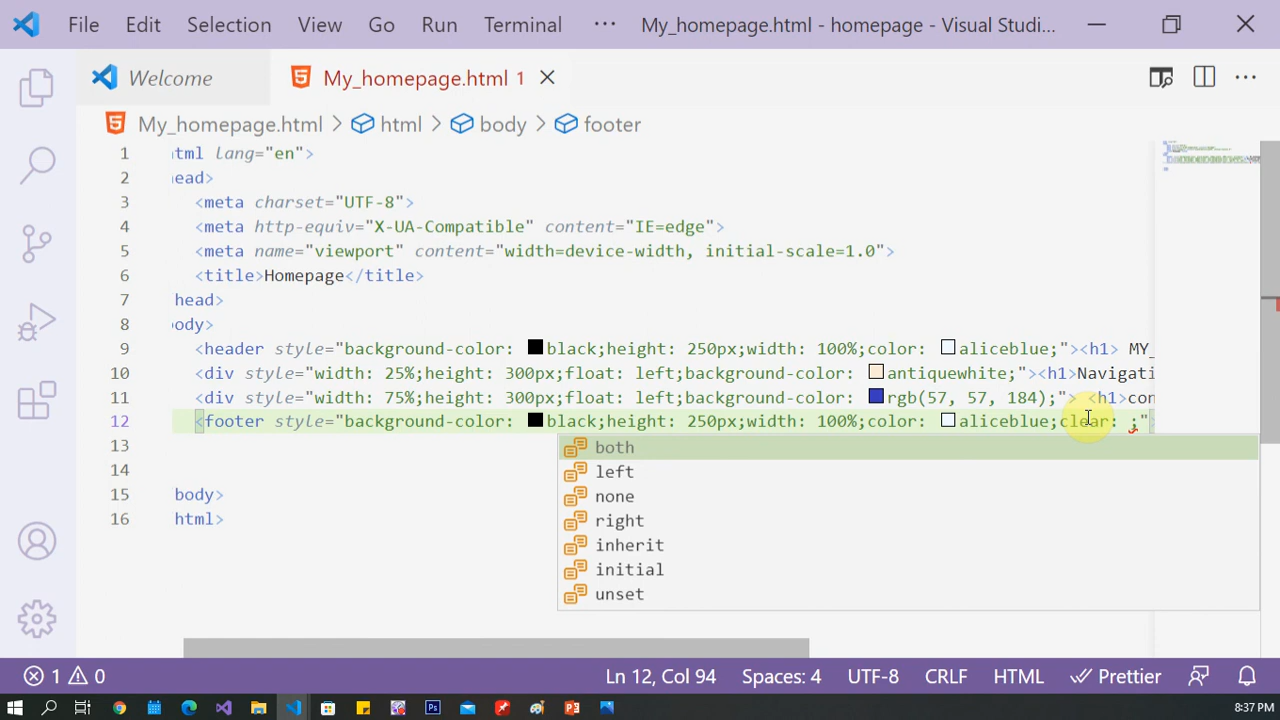 File Edit Selection View Go Run Terminal ··· My_homepage.html - homepage - Visual Studi...
Welcome My_homepage.html 1
My_homepage.html > html > body > footer
1 html lang="en">
2 ead>
3 <meta charset="UTF-8">
4 <meta http-equiv="X-UA-Compatible" content="IE=edge">
5 <meta name="viewport" content="width=device-width, initial-scale=1.0">
6 <title>Homepage</title>
7 head>
8 ody>
9 <header style="background-color: black;height: 250px;width: 100%;color: aliceblue;"><h1> MY_
10 <div style="width: 25%;height: 300px;float: left;background-color: antiquewhite;"><h1>Navigati
11 <div style="width: 75%;height: 300px;float: left;background-color: rgb(57, 57, 184);"> <h1>con
12 <footer style="background-color: black;height: 250px;width: 100%;color: aliceblue;clear: ;">
13
14
15 body>
16 html>
both
left
none
right
inherit
initial
unset
1 0 Ln 12, Col 94 Spaces: 4 UTF-8 CRLF HTML Prettier
8:37 PM